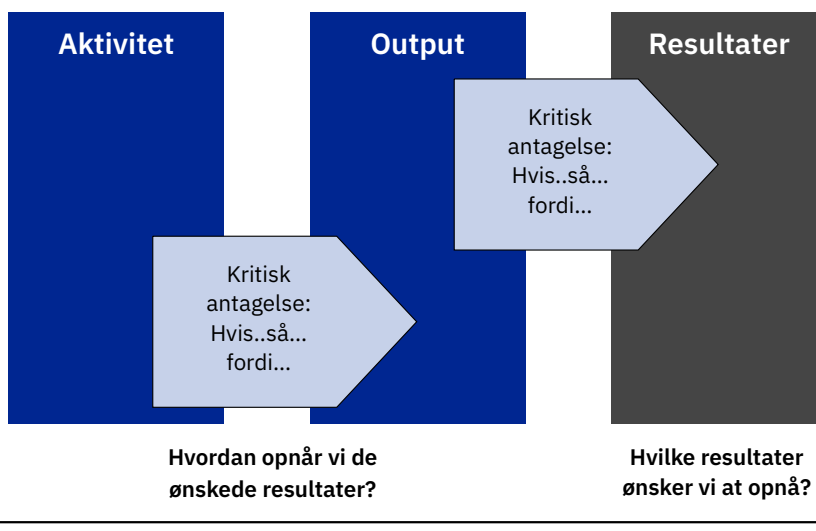 Aktivitet
Output
Resultater
Kritisk
antagelse:
Hvis..så...
fordi...
Kritisk
antagelse:
Hvis..så...
fordi...
Hvordan opnår vi de
ønskede resultater?
Hvilke resultater
ønsker vi at opnå?